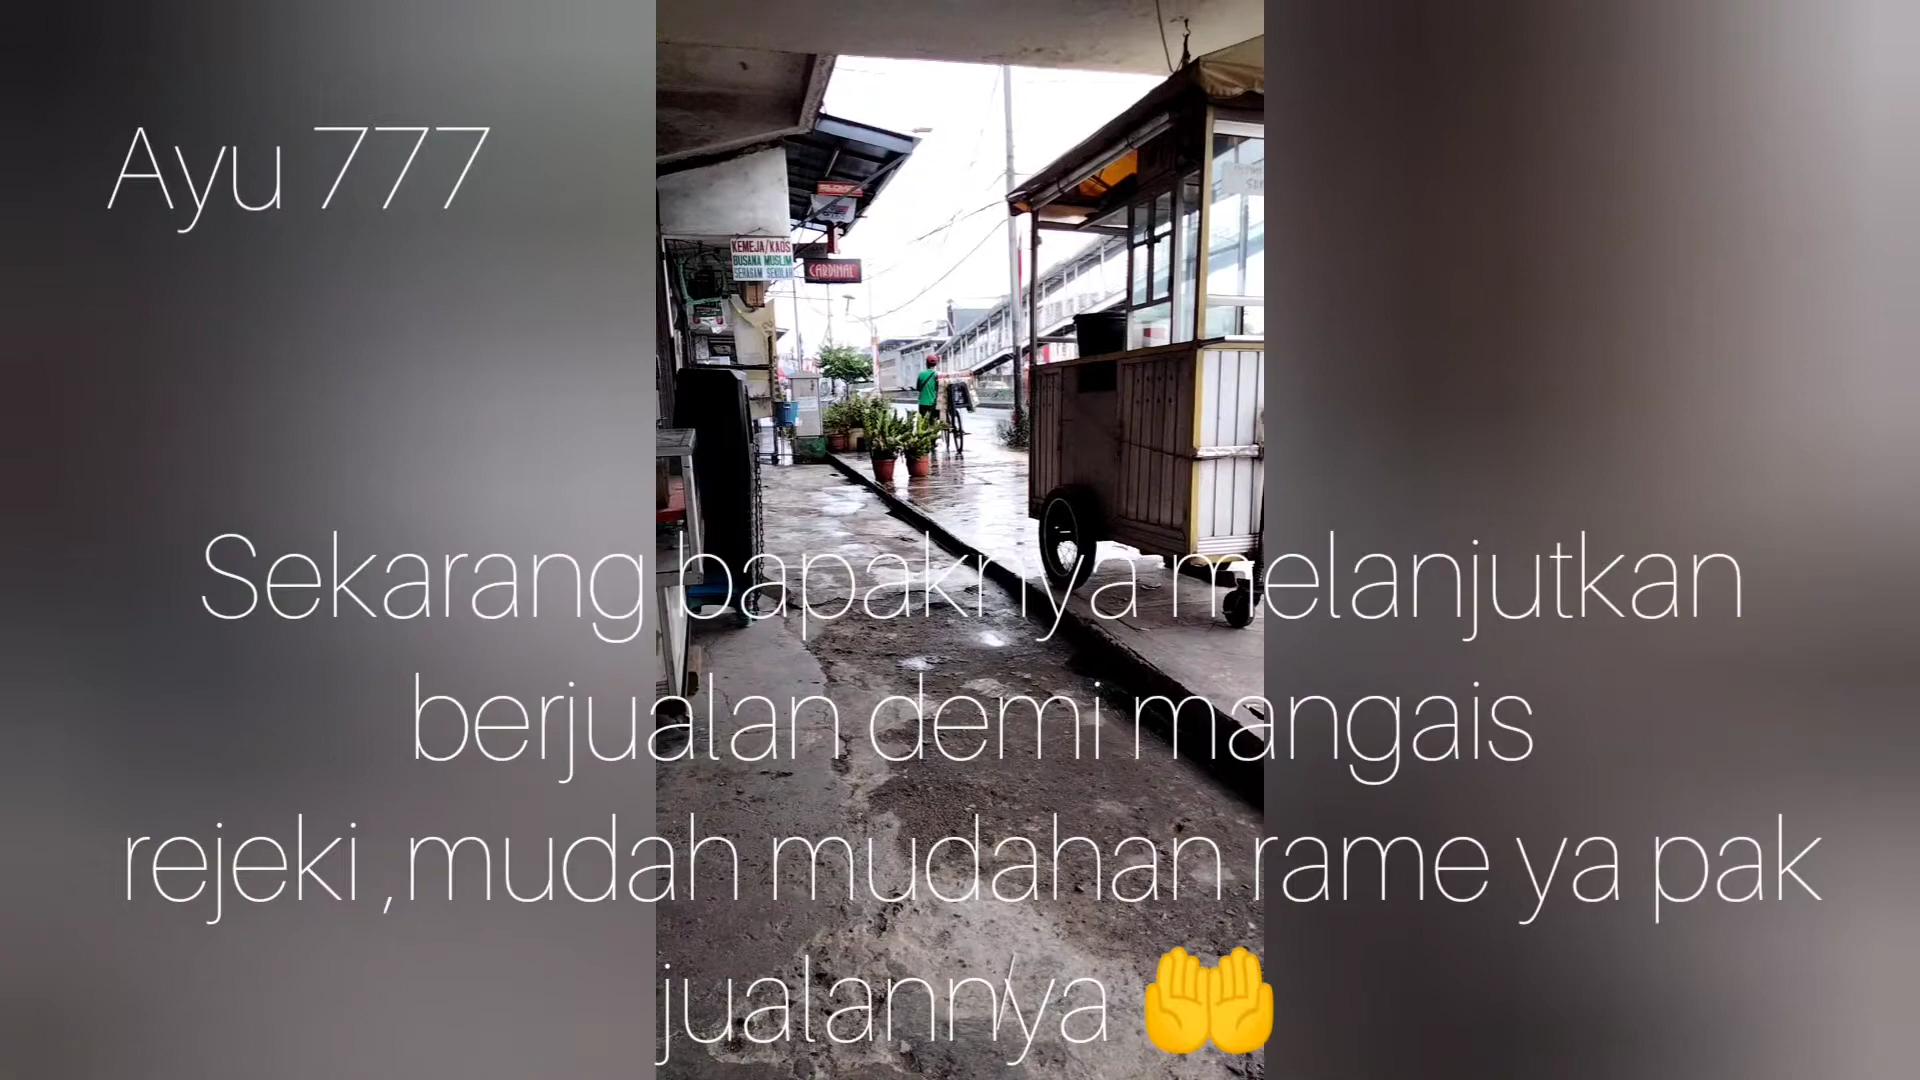 Ayu 777
KEMEJA/KAOS
BUSANA MUSLIM
SERAGAM SEKOLAH
CARDINAL
Sekarang bapaknya melanjutkan
berjualan demi mangais
rejeki ,mudah mudahan rame ya pak
jualannya 🤲